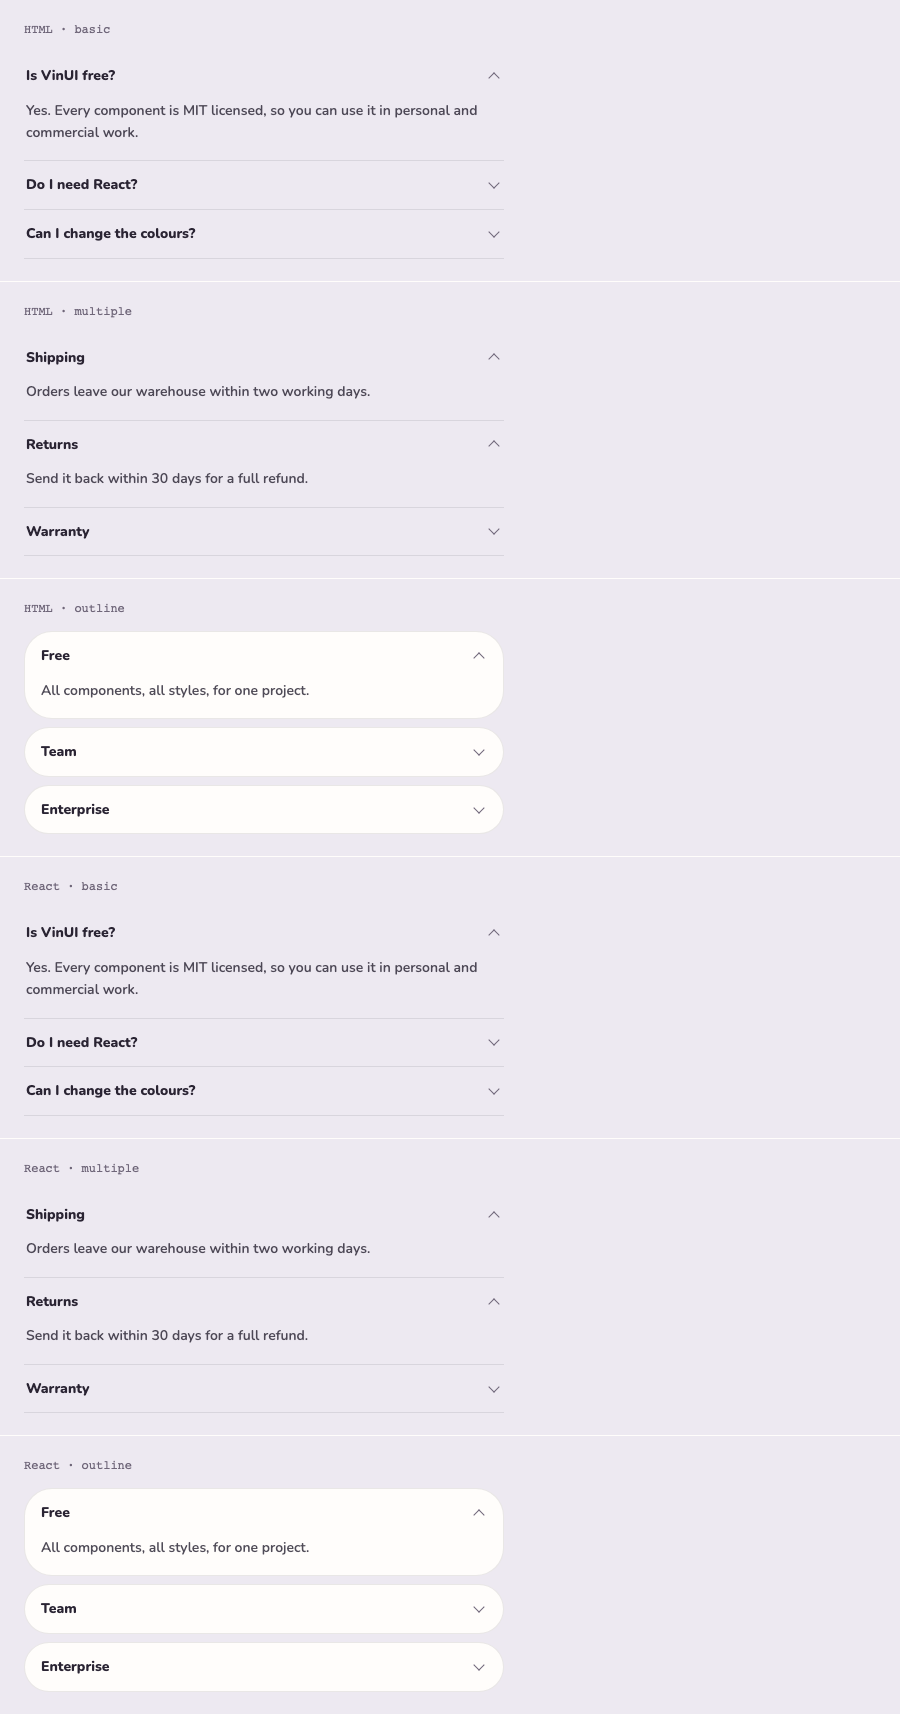 HTML · basic
Is VinUI free?
Yes. Every component is MIT licensed, so you can use it in personal and
commercial work.
Do I need React?
Can I change the colours?
HTML · multiple
Shipping
Orders leave our warehouse within two working days.
Returns
Send it back within 30 days for a full refund.
Warranty
HTML · outline
Free
All components, all styles, for one project.
Team
Enterprise
React · basic
Is VinUI free?
Yes. Every component is MIT licensed, so you can use it in personal and
commercial work.
Do I need React?
Can I change the colours?
React · multiple
Shipping
Orders leave our warehouse within two working days.
Returns
Send it back within 30 days for a full refund.
Warranty
React · outline
Free
All components, all styles, for one project.
Team
Enterprise